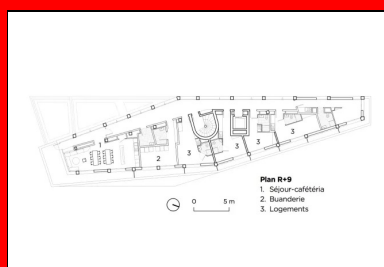 1
2
3
3
3
3
0 5 m
Plan R+9
1. Séjour-cafétéria
2. Buanderie
3. Logements